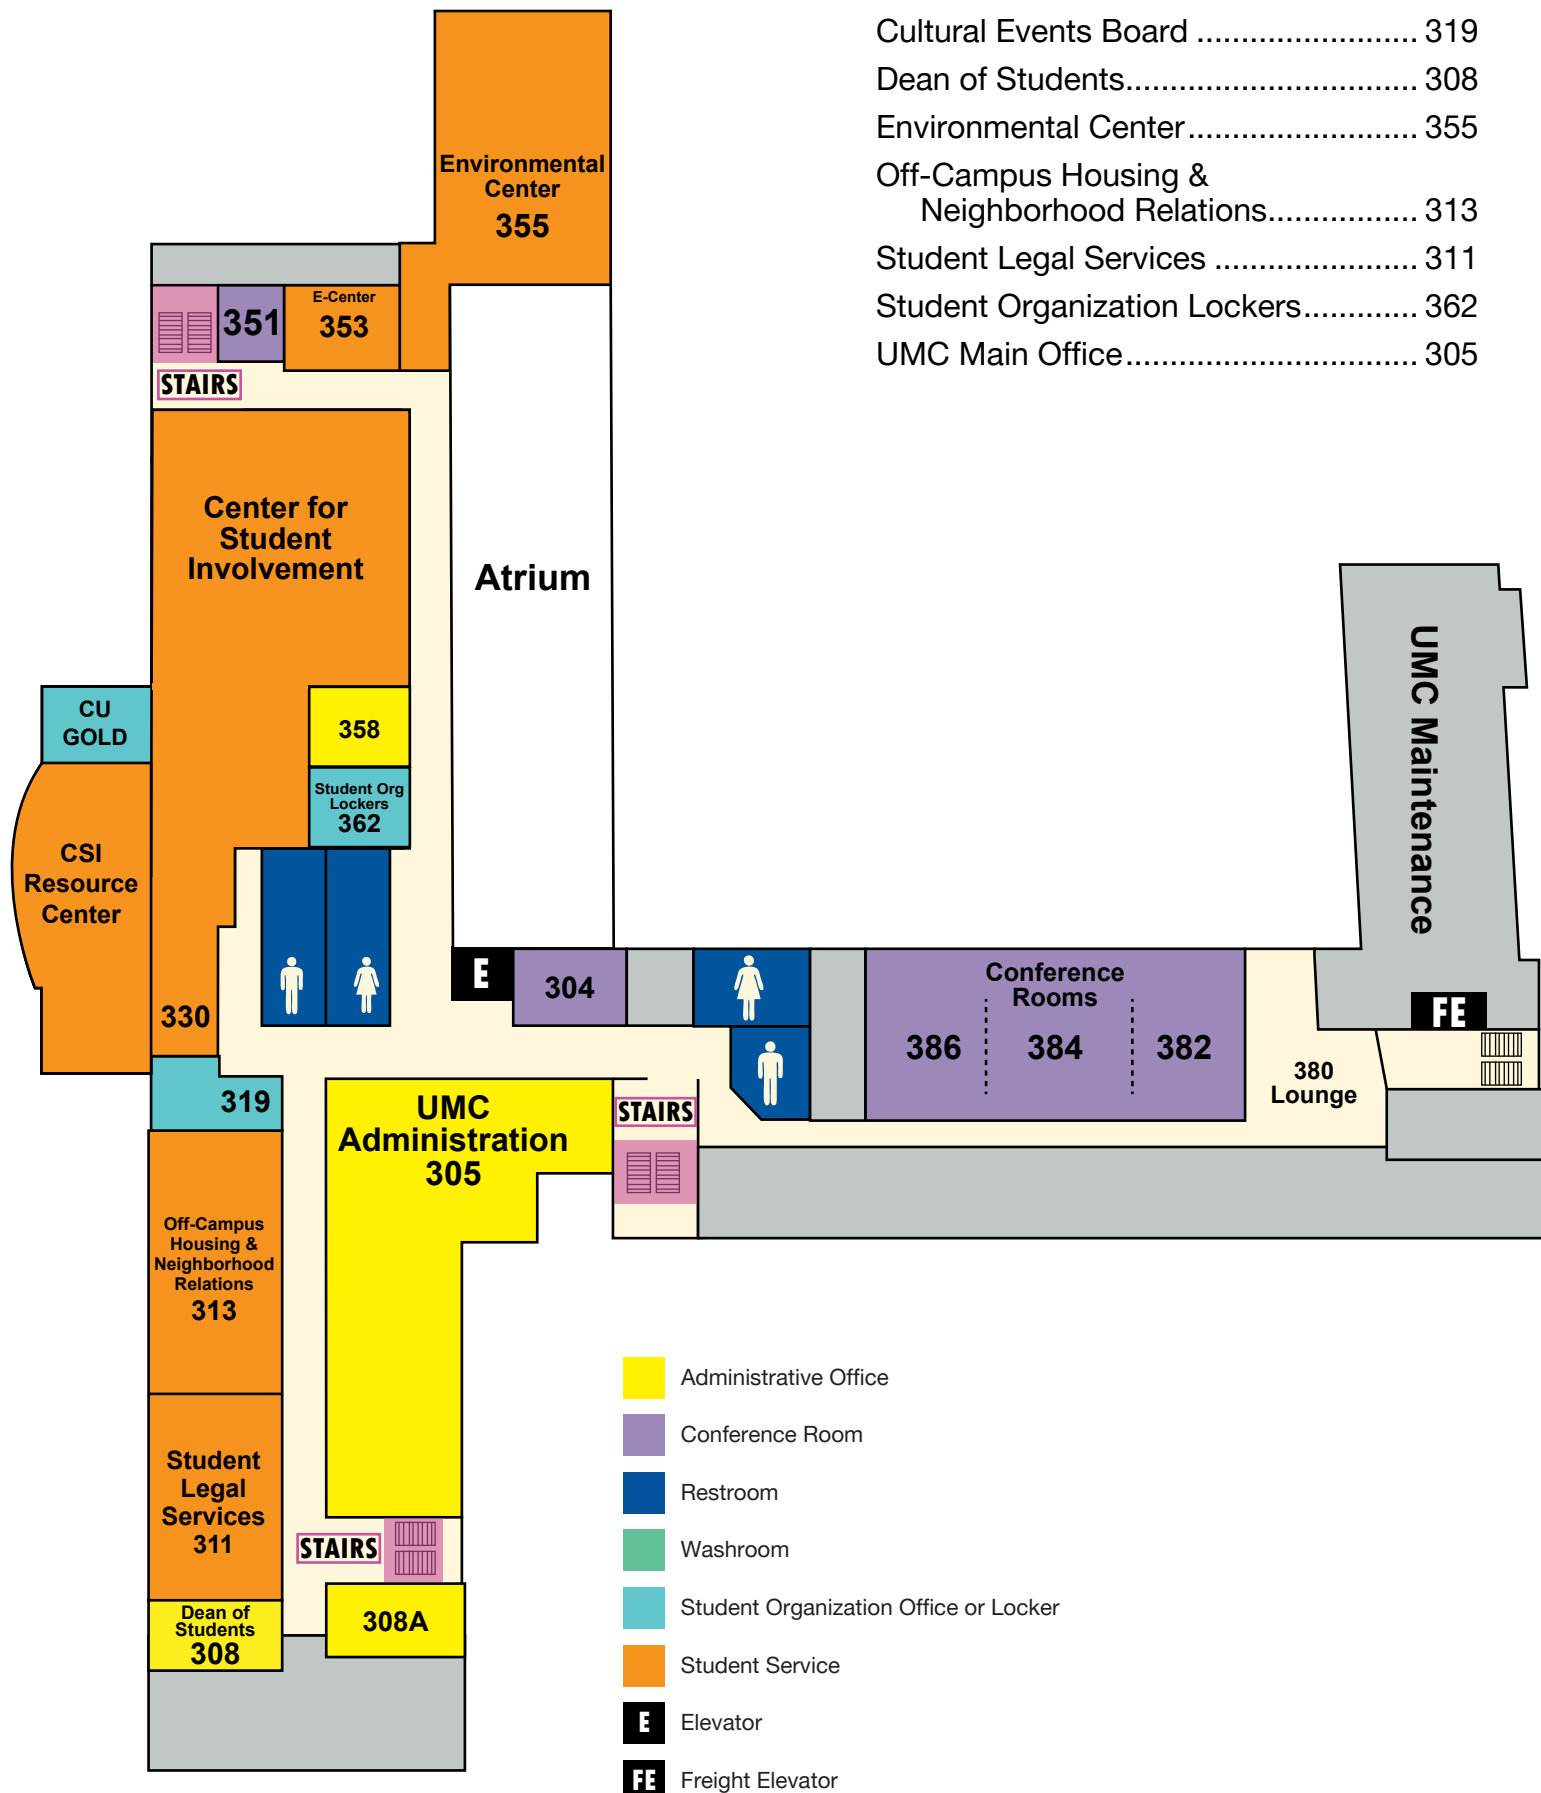 Cultural Events Board ......................... 319
Dean of Students................................. 308
Environmental Center.......................... 355
Off-Campus Housing &
Neighborhood Relations................. 313
Student Legal Services ....................... 311
Student Organization Lockers............. 362
UMC Main Office................................. 305
Environmental
Center
355
351
E-Center
353
STAIRS
Center for
Student
Involvement
Atrium
UMC Maintenance
CU
GOLD
358
Student Org
Lockers
362
CSI
Resource
Center
330
E
304
Conference
Rooms
386
384
382
FE
380
Lounge
319
UMC
Administration
305
STAIRS
Off-Campus
Housing &
Neighborhood
Relations
313
Student
Legal
Services
311
STAIRS
Dean of
Students
308
308A
Administrative Office
Conference Room
Restroom
Washroom
Student Organization Office or Locker
Student Service
E Elevator
FE Freight Elevator